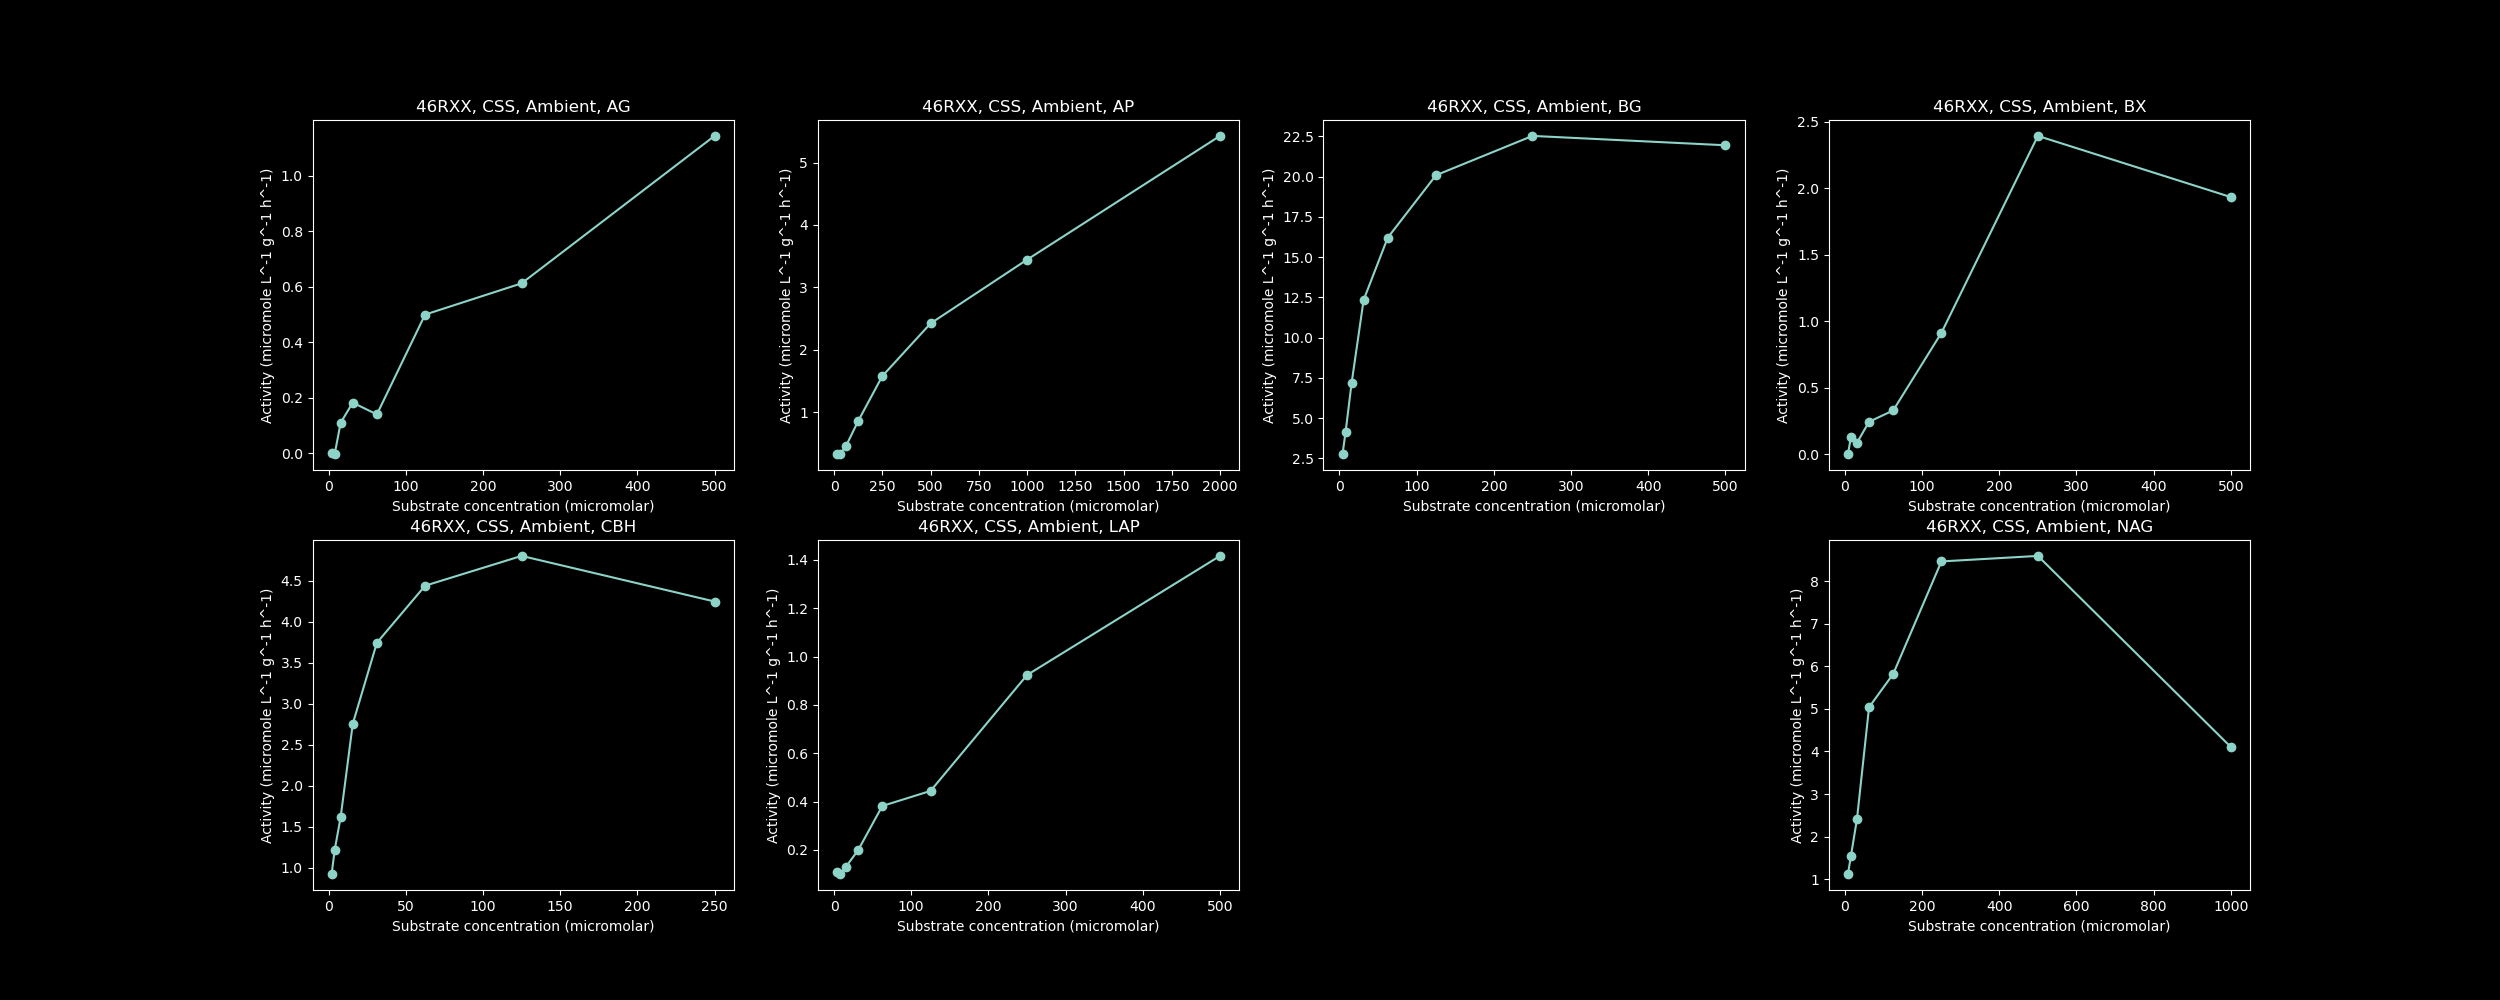 46RXX, CSS, Ambient, AG
Activity (micromole L^-1 g^-1 h^-1)
1.0
0.8
0.6
0.4
0.2
0.0
0 100 200 300 400 500
Substrate concentration (micromolar)
46RXX, CSS, Ambient, AP
Activity (micromole L^-1 g^-1 h^-1)
5
4
3
2
1
0 250 500 750 1000 1250 1500 1750 2000
Substrate concentration (micromolar)
46RXX, CSS, Ambient, BG
Activity (micromole L^-1 g^-1 h^-1)
22.5
20.0
17.5
15.0
12.5
10.0
7.5
5.0
2.5
0 100 200 300 400 500
Substrate concentration (micromolar)
46RXX, CSS, Ambient, BX
Activity (micromole L^-1 g^-1 h^-1)
2.5
2.0
1.5
1.0
0.5
0.0
0 100 200 300 400 500
Substrate concentration (micromolar)
46RXX, CSS, Ambient, CBH
Activity (micromole L^-1 g^-1 h^-1)
4.5
4.0
3.5
3.0
2.5
2.0
1.5
1.0
0 50 100 150 200 250
Substrate concentration (micromolar)
46RXX, CSS, Ambient, LAP
Activity (micromole L^-1 g^-1 h^-1)
1.4
1.2
1.0
0.8
0.6
0.4
0.2
0 100 200 300 400 500
Substrate concentration (micromolar)
46RXX, CSS, Ambient, NAG
Activity (micromole L^-1 g^-1 h^-1)
8
7
6
5
4
3
2
1
0 200 400 600 800 1000
Substrate concentration (micromolar)